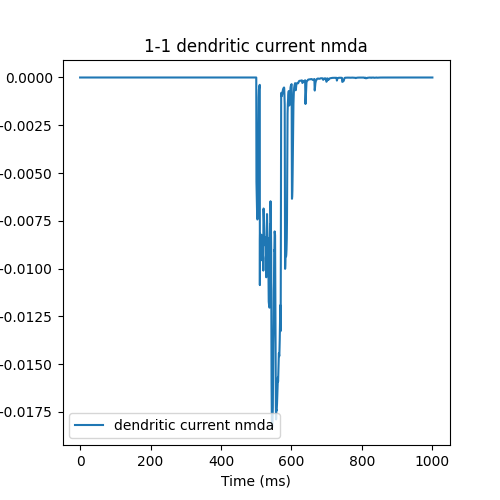 1-1 dendritic current nmda
0.0000
-0.0025
-0.0050
-0.0075
-0.0100
-0.0125
-0.0150
-0.0175
dendritic current nmda
0 200 400 600 800 1000
Time (ms)